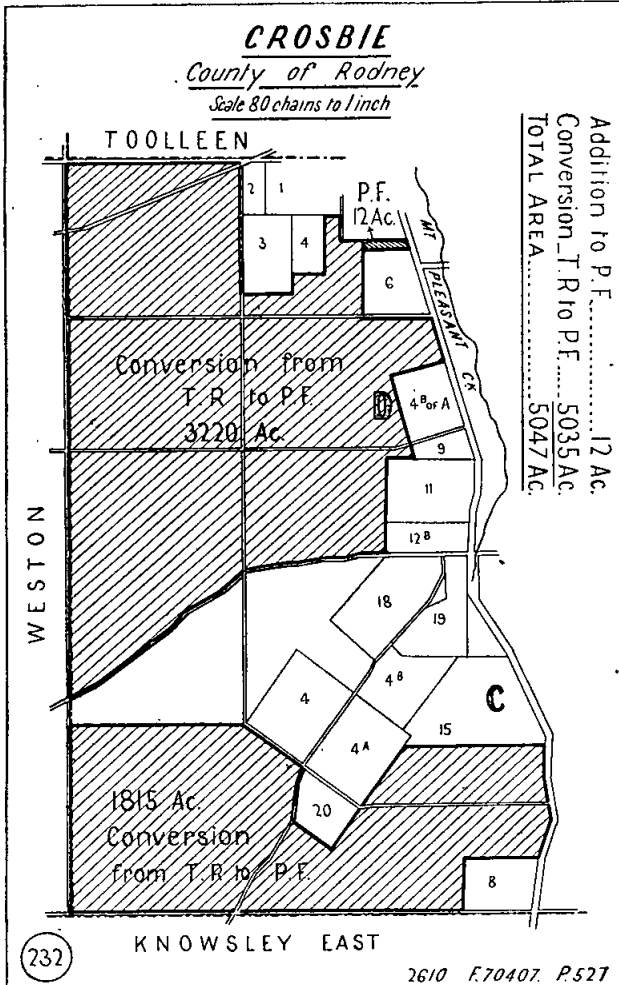 CROSBIE
County of Rodney
Scale 80 chains to 1 inch
Addition to P.F. .......... 12 Ac.
Conversion T.R to P.F. .... 5035 Ac.
TOTAL AREA ............ 5047 Ac.
TOOLLEEN
2
1
P.F.
12 Ac.
3
4
6
MT
PLEASANT
CK
Conversion from
T.R to P.F.
3220 Ac.
4B OF A
9
11
12B
WESTON
18
19
4B
4
C
15
4A
1815 Ac.
Conversion
from T.R to P.F.
20
8
KNOWSLEY EAST
232
2610 F.70407. P.527